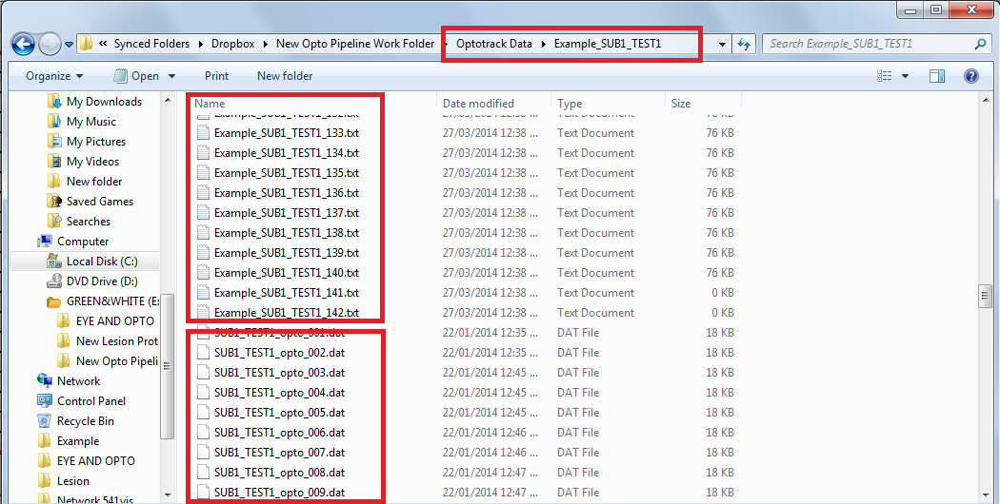 « Synced Folders Dropbox New Opto Pipeline Work Folder Optotrack Data Example_SUB1_TEST1 Search Example_SUB1_TEST1
Organize Open Print New folder
My Downloads
My Music
My Pictures
My Videos
New folder
Saved Games
Searches
Computer
Local Disk (C:)
DVD Drive (D:)
GREEN&WHITE (E:
EYE AND OPTO
New Lesion Prot
New Opto Pipeli
Network
Control Panel
Recycle Bin
Example
EYE AND OPTO
Lesion
Network 541vis
Name Date modified Type Size
Example_SUB1_TEST1_132.txt 27/03/2014 12:38 ... Text Document 76 KB
Example_SUB1_TEST1_133.txt 27/03/2014 12:38 ... Text Document 76 KB
Example_SUB1_TEST1_134.txt 27/03/2014 12:38 ... Text Document 76 KB
Example_SUB1_TEST1_135.txt 27/03/2014 12:38 ... Text Document 76 KB
Example_SUB1_TEST1_136.txt 27/03/2014 12:38 ... Text Document 76 KB
Example_SUB1_TEST1_137.txt 27/03/2014 12:38 ... Text Document 76 KB
Example_SUB1_TEST1_138.txt 27/03/2014 12:38 ... Text Document 76 KB
Example_SUB1_TEST1_139.txt 27/03/2014 12:38 ... Text Document 76 KB
Example_SUB1_TEST1_140.txt 27/03/2014 12:38 ... Text Document 76 KB
Example_SUB1_TEST1_141.txt 27/03/2014 12:38 ... Text Document 0 KB
Example_SUB1_TEST1_142.txt 27/03/2014 12:38 ... Text Document 0 KB
SUB1_TEST1_opto_001.dat 22/01/2014 12:35 ... DAT File 18 KB
SUB1_TEST1_opto_002.dat 22/01/2014 12:35 ... DAT File 18 KB
SUB1_TEST1_opto_003.dat 22/01/2014 12:45 ... DAT File 18 KB
SUB1_TEST1_opto_004.dat 22/01/2014 12:45 ... DAT File 18 KB
SUB1_TEST1_opto_005.dat 22/01/2014 12:45 ... DAT File 18 KB
SUB1_TEST1_opto_006.dat 22/01/2014 12:46 ... DAT File 18 KB
SUB1_TEST1_opto_007.dat 22/01/2014 12:46 ... DAT File 18 KB
SUB1_TEST1_opto_008.dat 22/01/2014 12:47 ... DAT File 18 KB
SUB1_TEST1_opto_009.dat 22/01/2014 12:47 ... DAT File 18 KB